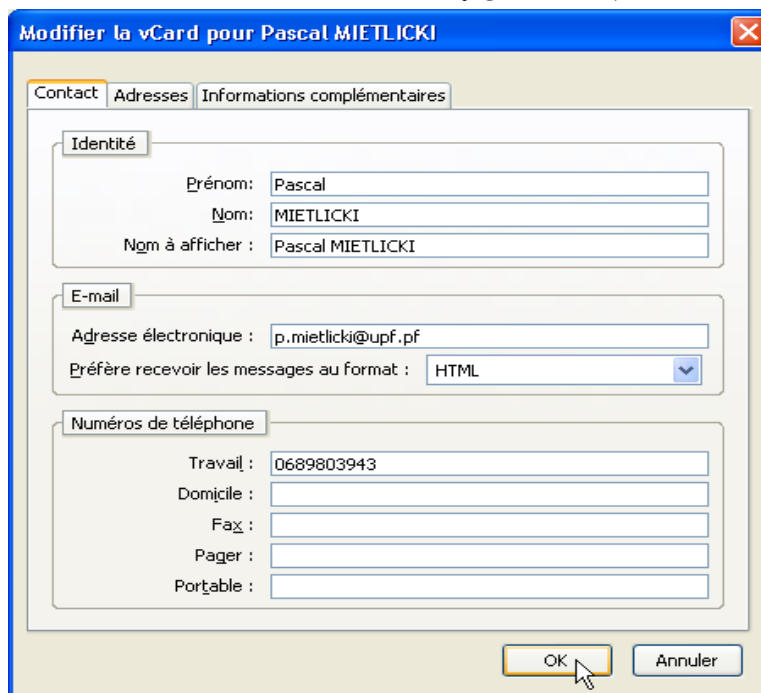 Modifier la vCard pour Pascal MIETLICKI
Contact Adresses Informations complémentaires
Identité
Prénom: Pascal
Nom: MIETLICKI
Nom à afficher : Pascal MIETLICKI
E-mail
Adresse électronique : p.mietlicki@upf.pf
Préfère recevoir les messages au format : HTML
Numéros de téléphone
Travail : 0689803943
Domicile :
Fax :
Pager :
Portable :
OK Annuler